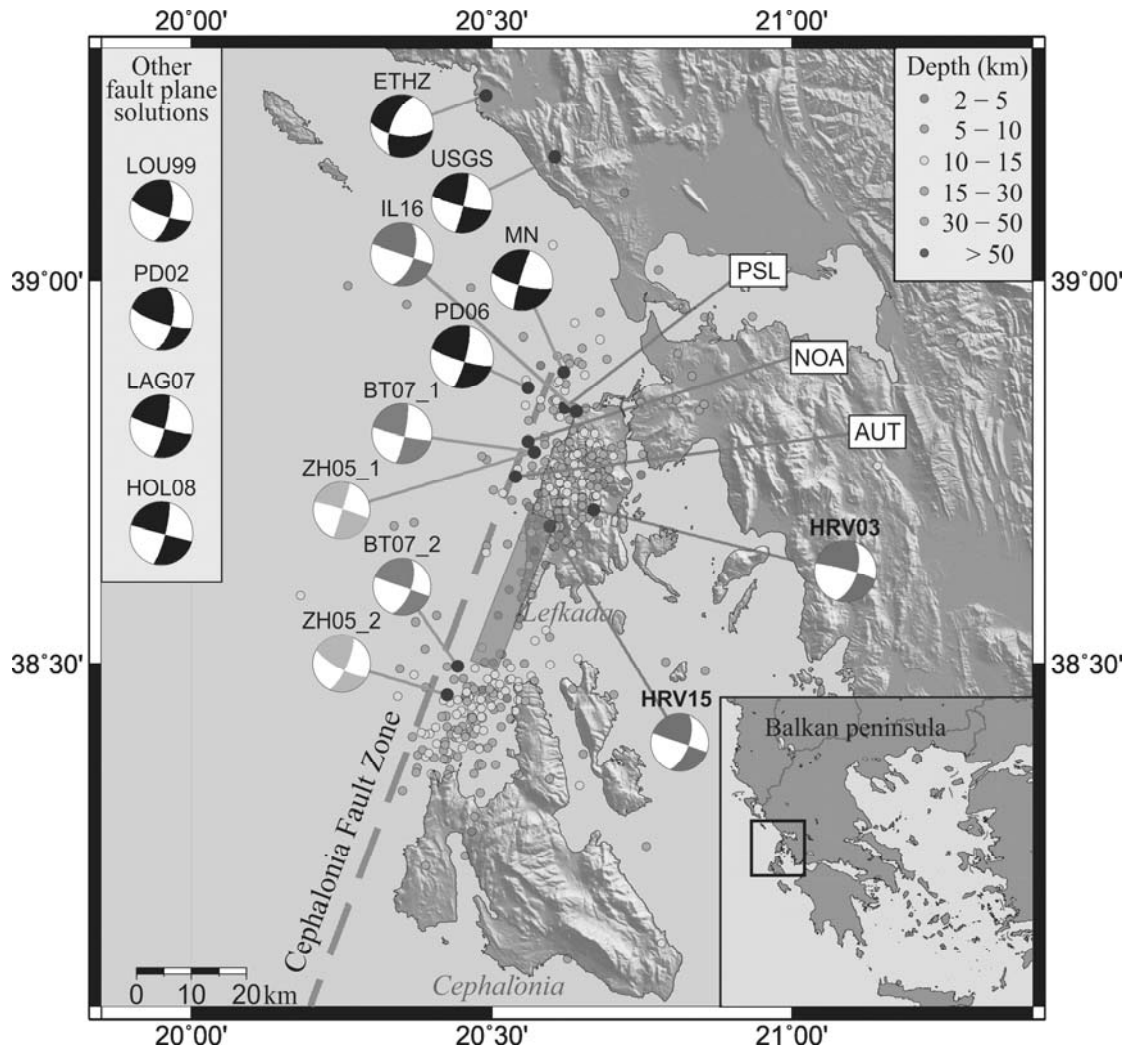 20°00'
20°30'
21°00'
Other
fault plane
solutions
LOU99
PD02
LAG07
HOL08
ETHZ
USGS
IL16
MN
PD06
BT07_1
ZH05_1
BT07_2
ZH05_2
PSL
NOA
AUT
HRV03
HRV15
Depth (km)
2 – 5
5 – 10
10 – 15
15 – 30
30 – 50
> 50
39°00'
39°00'
38°30'
38°30'
Lefkada
Cephalonia Fault Zone
Cephalonia
Balkan peninsula
0 10 20 km
20°00'
20°30'
21°00'